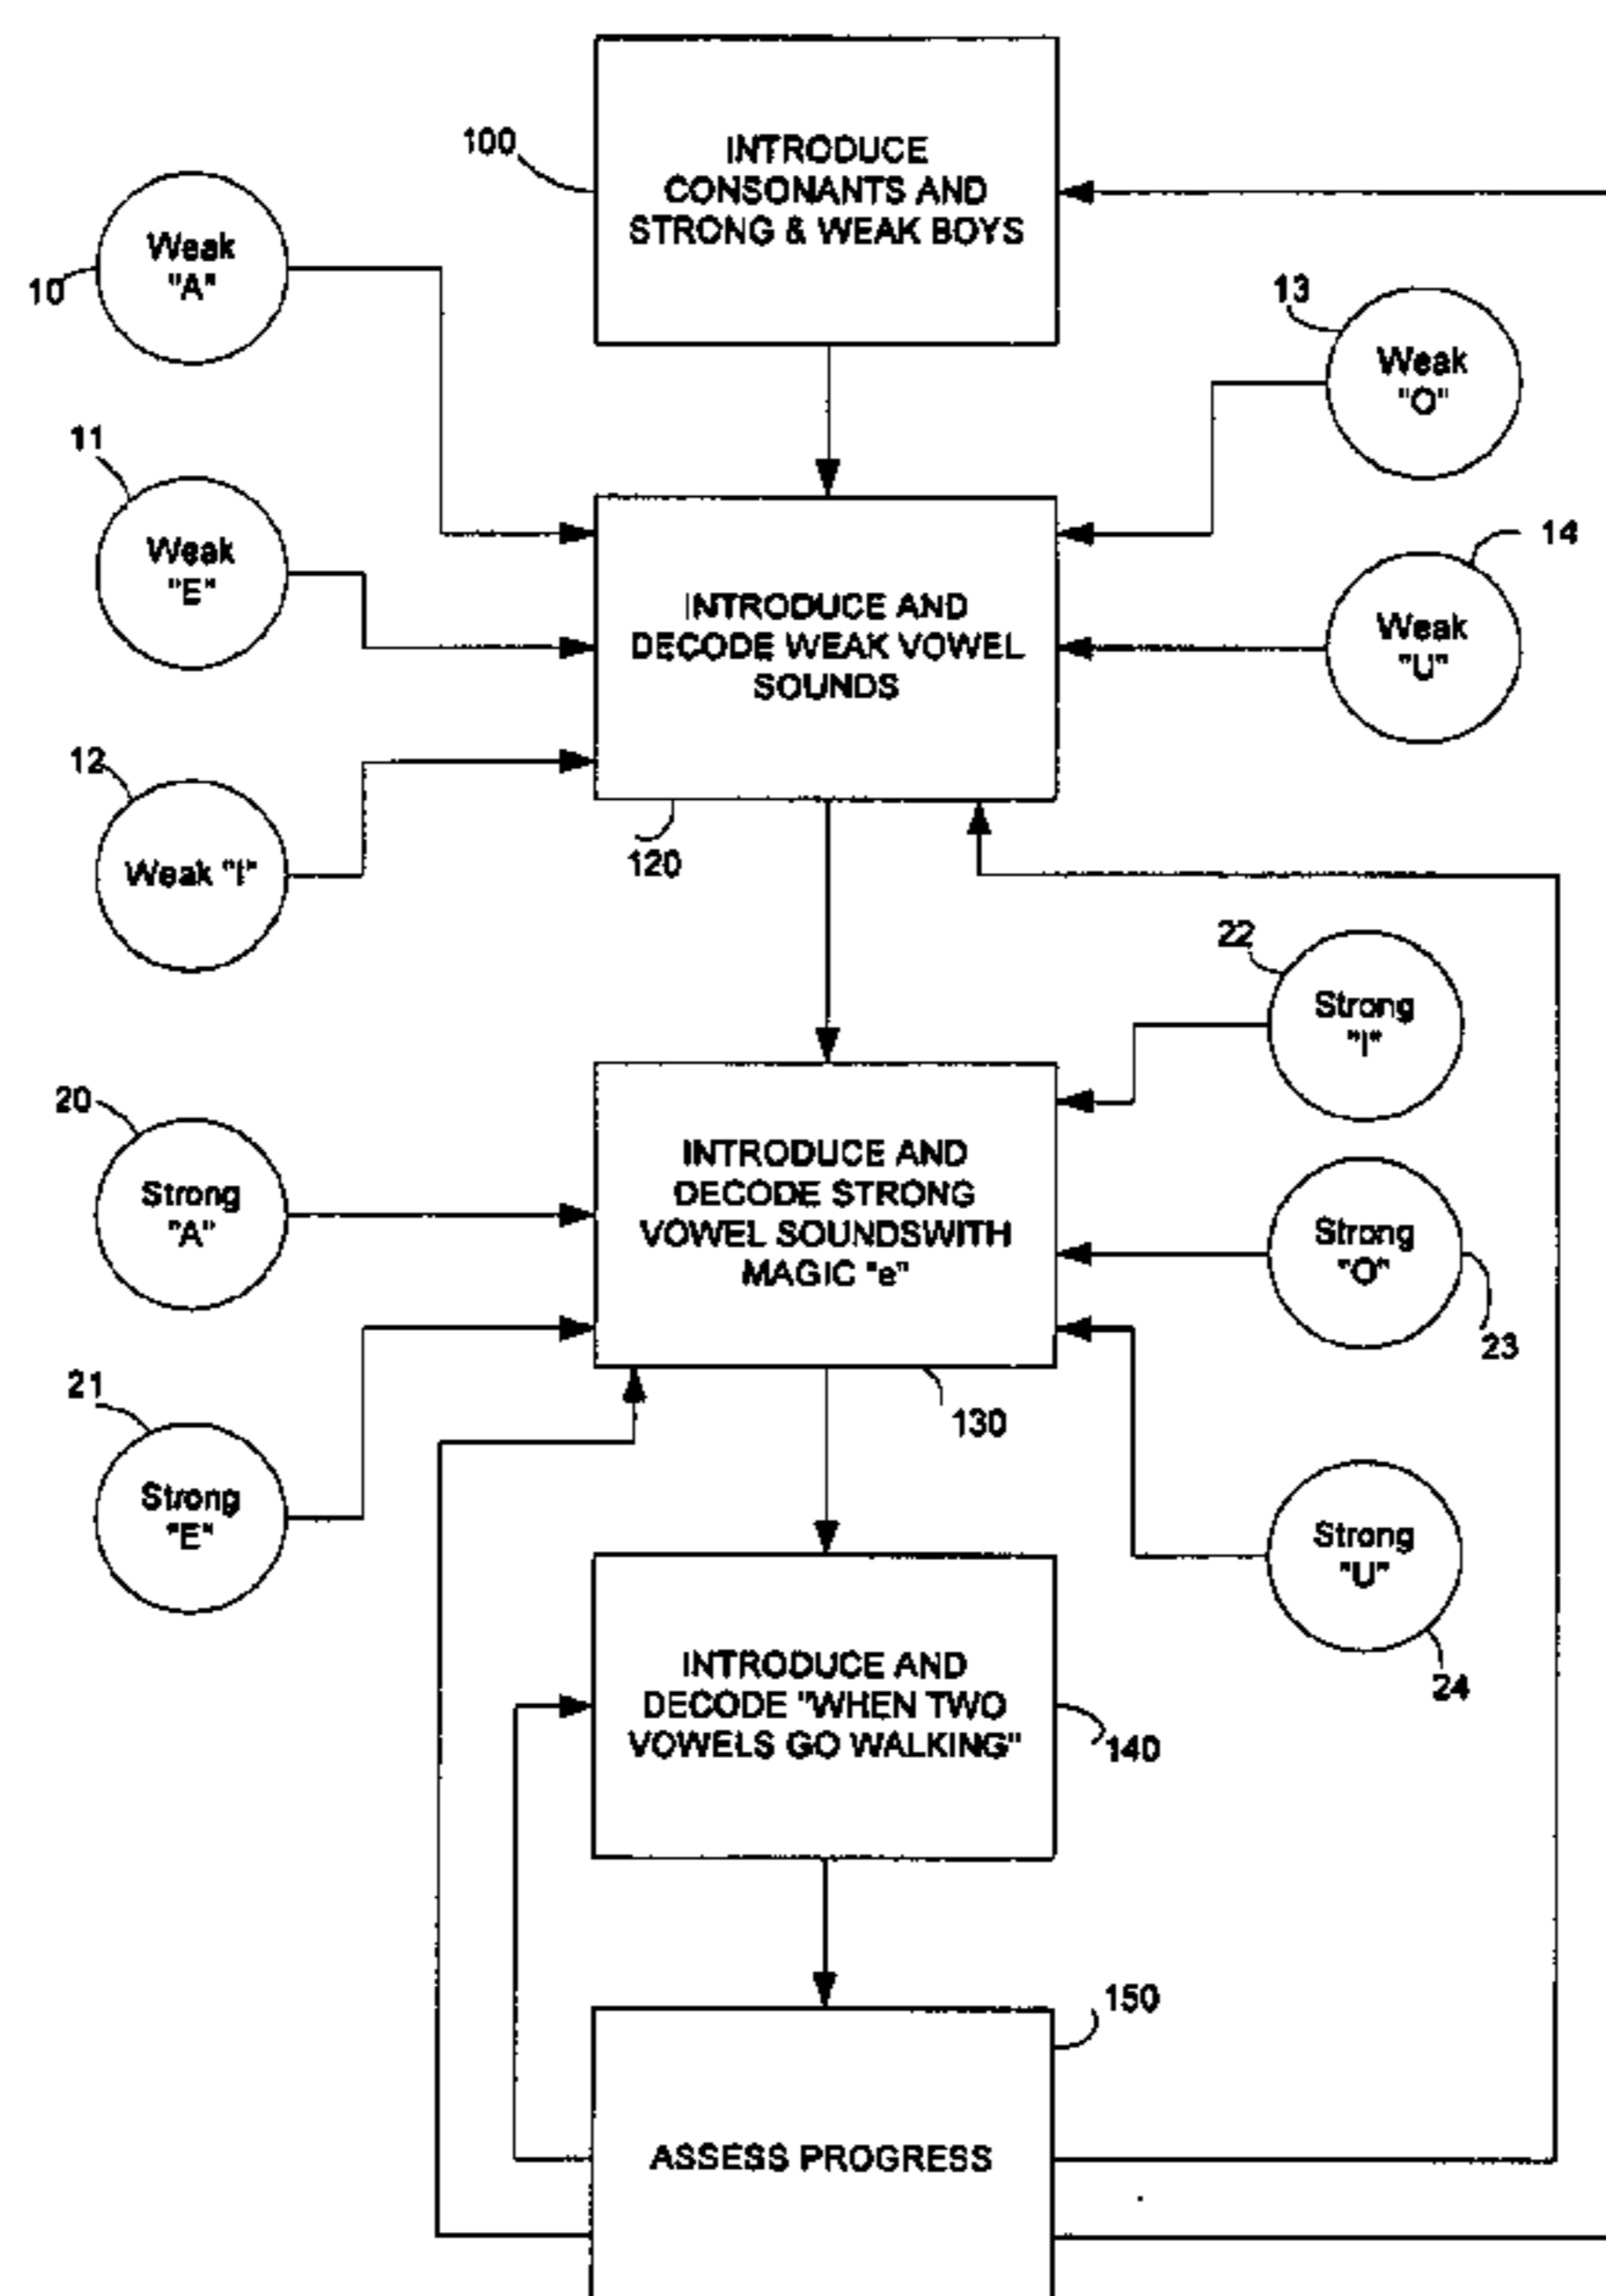 100
INTRODUCE
CONSONANTS AND
STRONG & WEAK BOYS
10
Weak
"A"
13
Weak
"O"
11
Weak
"E"
14
Weak
"U"
INTRODUCE AND
DECODE WEAK VOWEL
SOUNDS
12
Weak "I"
120
22
Strong
"I"
20
Strong
"A"
INTRODUCE AND
DECODE STRONG
VOWEL SOUNDSWITH
MAGIC "e"
Strong
"O"
23
21
Strong
"E"
130
Strong
"U"
24
INTRODUCE AND
DECODE "WHEN TWO
VOWELS GO WALKING"
140
150
ASSESS PROGRESS